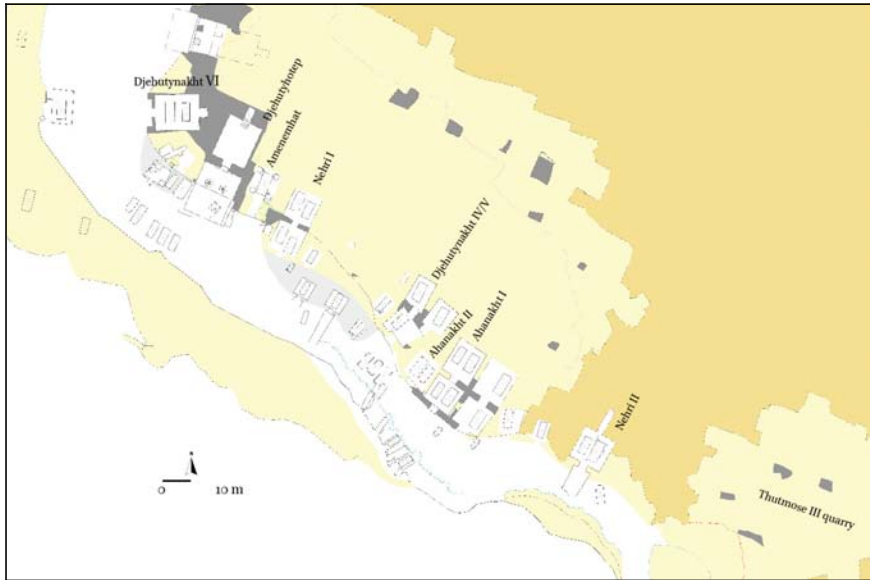 Djehutynakht VI
Djehutyhotep
Amenemhat
Nehri I
Djehutynakht IV/V
Ahanakht II
Ahanakht I
Nehri II
N
0 10 m
Thutmose III quarry